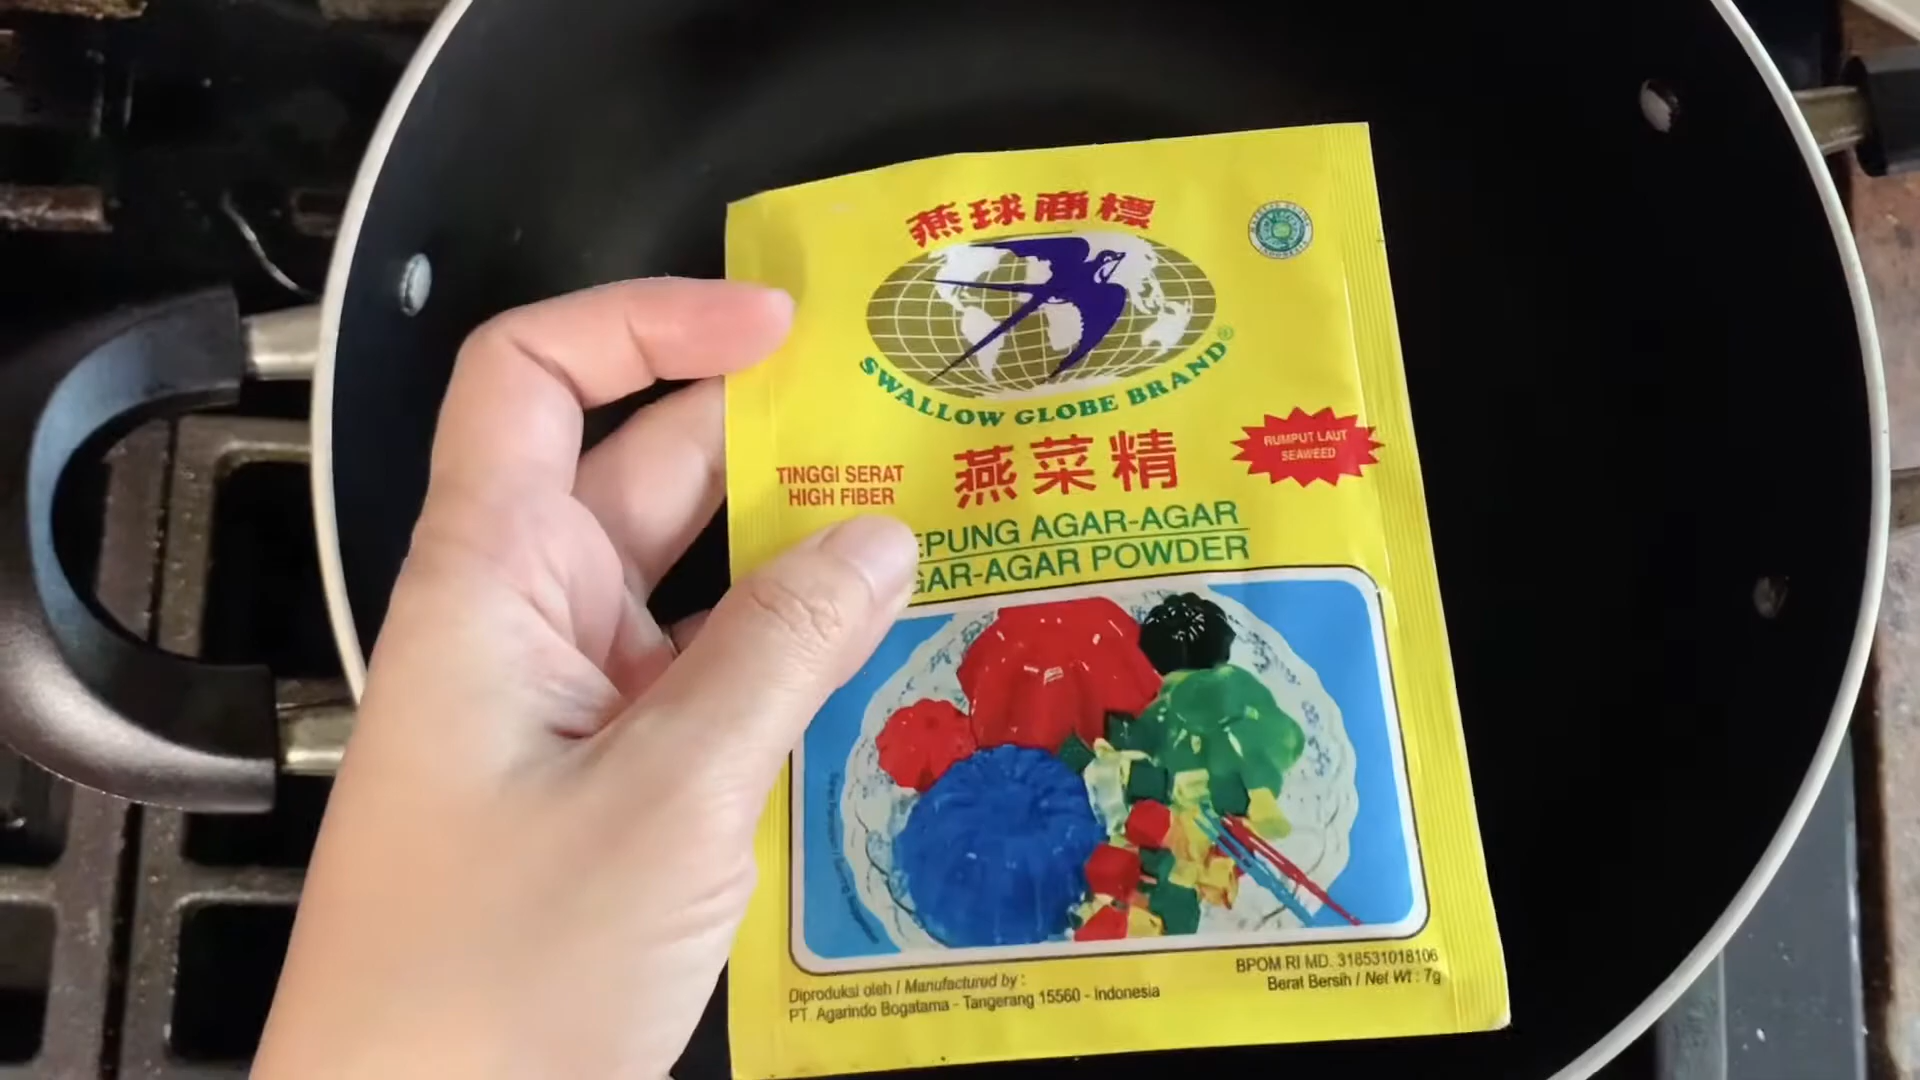 燕球商標
SWALLOW GLOBE BRAND®
RUMPUT LAUT
SEAWEED
TINGGI SERAT
HIGH FIBER
燕菜精
EPUNG AGAR-AGAR
GAR-AGAR POWDER
Diproduksi oleh / Manufactured by :
PT. Agarindo Bogatama - Tangerang 15560 - Indonesia
BPOM RI MD. 318531018106
Berat Bersih / Net Wt : 7g